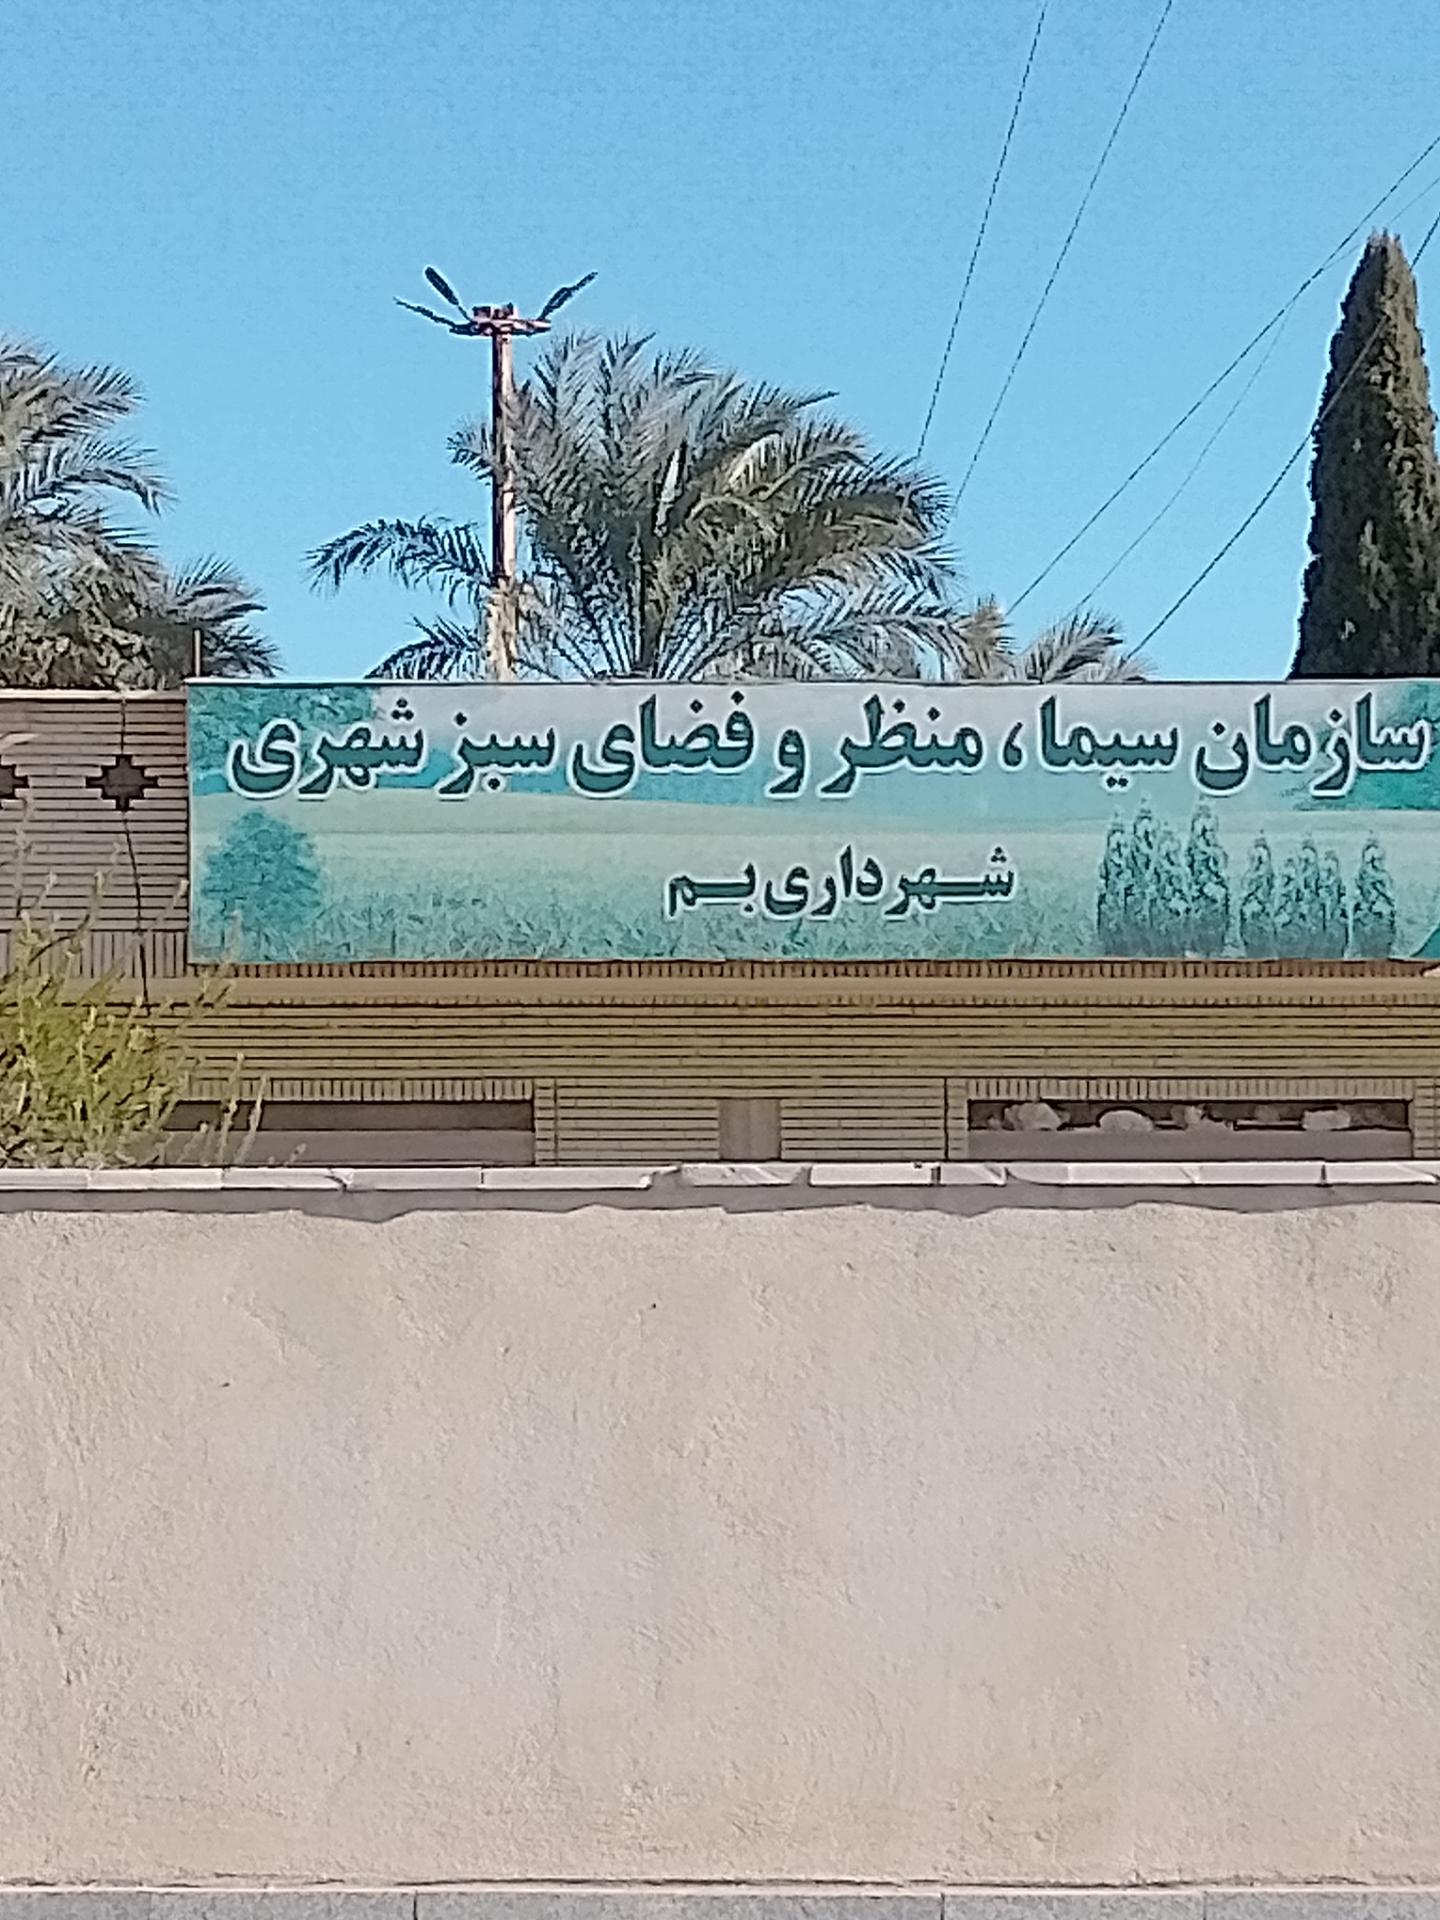 سازمان سیما، منظر و فضای سبز شهری
شهرداری بم